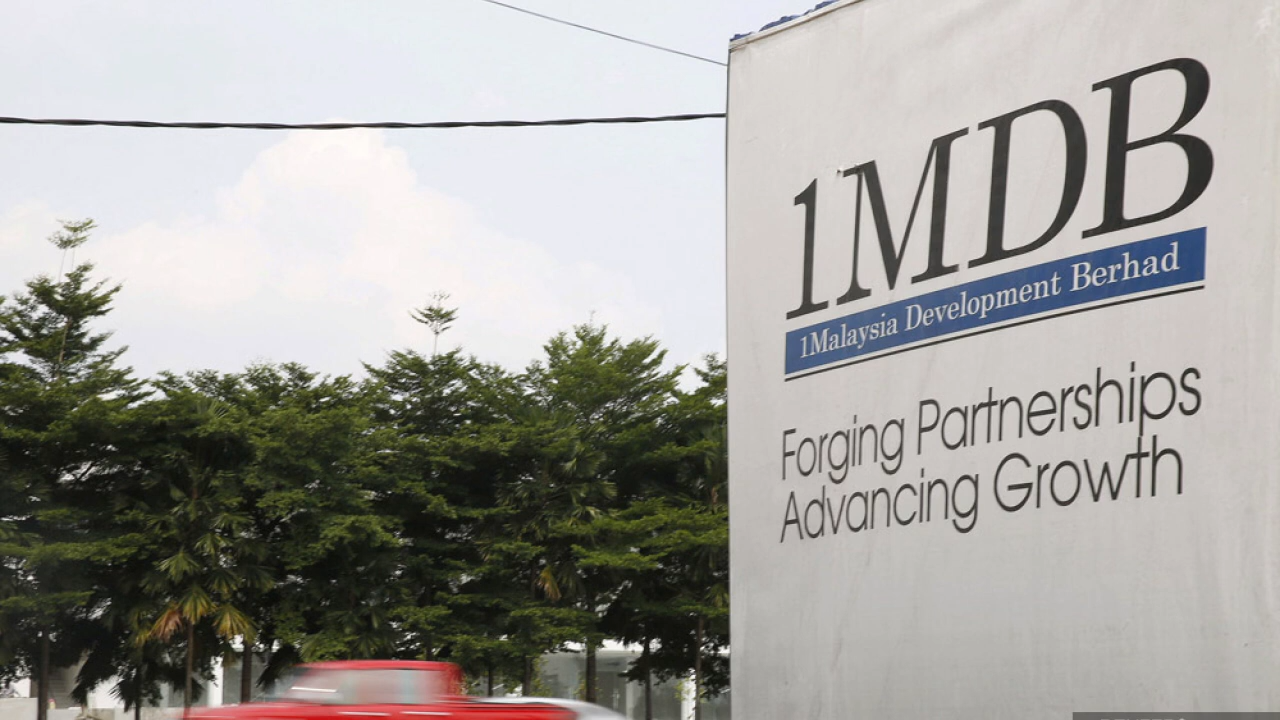 1MDB
1Malaysia Development Berhad
Forging Partnerships
Advancing Growth